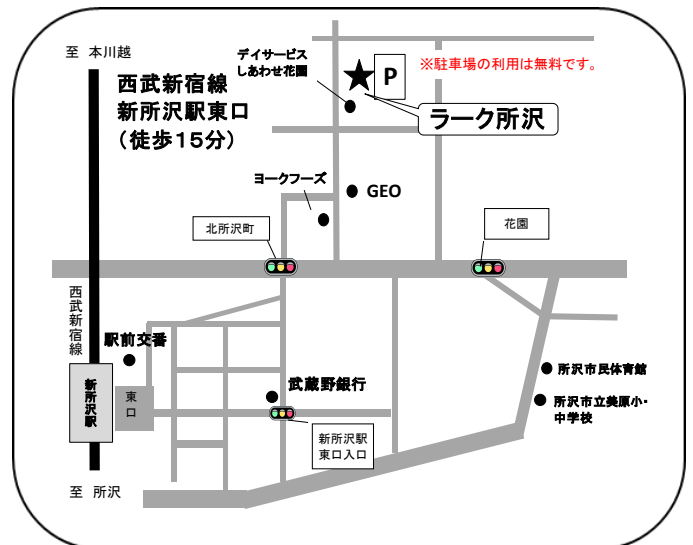 至 本川越
西武新宿線
新所沢駅東口
（徒歩15分）
デイサービス
しあわせ花園
P
※駐車場の利用は無料です。
ラーク所沢
ヨークフーズ
GEO
北所沢町
花園
西武新宿線
駅前交番
新所沢駅
東口
武蔵野銀行
新所沢駅
東口入口
所沢市民体育館
所沢市立美原小・
中学校
至 所沢